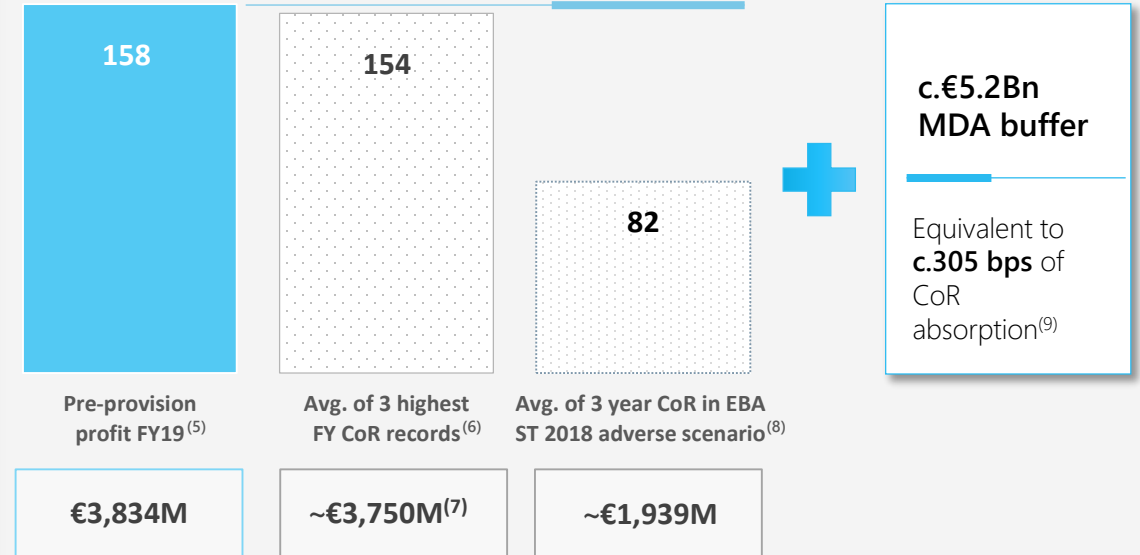 158
154
82
c.€5.2Bn
MDA buffer
Equivalent to
c.305 bps of
CoR
absorption(9)
Pre-provision
profit FY19(5)
Avg. of 3 highest
FY CoR records(6)
Avg. of 3 year CoR in EBA
ST 2018 adverse scenario(8)
€3,834M
~€3,750M(7)
~€1,939M